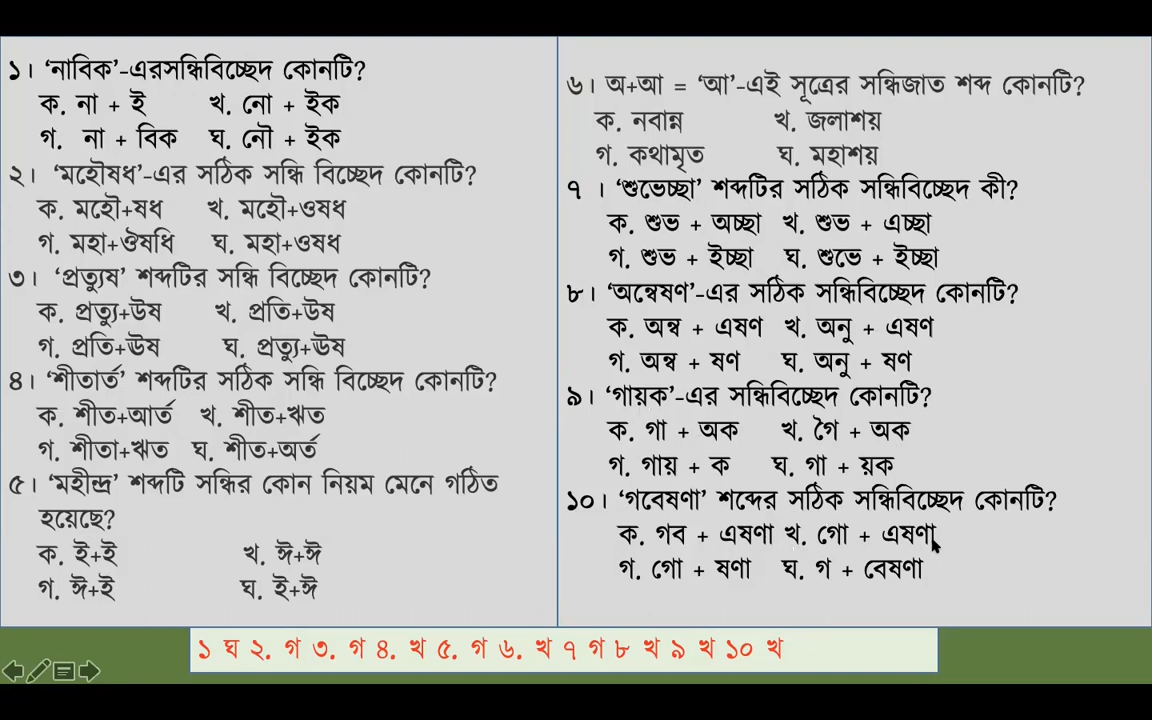 ১। ‘নাবিক’-এরসন্ধিবিচ্ছেদ কোনটি?
ক. না + ই খ. নো + ইক
গ. না + বিক ঘ. নৌ + ইক
২। ‘মহৌষধ’-এর সঠিক সন্ধি বিচ্ছেদ কোনটি?
ক. মহৌ+ষধ খ. মহৌ+ওষধ
গ. মহা+ঔষধি ঘ. মহা+ওষধ
৩। ‘প্রত্যুষ’ শব্দটির সন্ধি বিচ্ছেদ কোনটি?
ক. প্রত্যু+উষ খ. প্রতি+উষ
গ. প্রতি+ঊষ ঘ. প্রত্যু+ঊষ
৪। ‘শীতার্ত’ শব্দটির সঠিক সন্ধি বিচ্ছেদ কোনটি?
ক. শীত+আর্ত খ. শীত+ঋত
গ. শীতা+ঋত ঘ. শীত+অর্ত
৫। ‘মহীন্দ্র’ শব্দটি সন্ধির কোন নিয়ম মেনে গঠিত
হয়েছে?
ক. ই+ই খ. ঈ+ঈ
গ. ঈ+ই ঘ. ই+ঈ
৬। অ+আ = ‘আ’-এই সূত্রের সন্ধিজাত শব্দ কোনটি?
ক. নবান্ন খ. জলাশয়
গ. কথামৃত ঘ. মহাশয়
৭ । ‘শুভেচ্ছা’ শব্দটির সঠিক সন্ধিবিচ্ছেদ কী?
ক. শুভ + অচ্ছা খ. শুভ + এচ্ছা
গ. শুভ + ইচ্ছা ঘ. শুভে + ইচ্ছা
৮। ‘অন্বেষণ’-এর সঠিক সন্ধিবিচ্ছেদ কোনটি?
ক. অন্ব + এষণ খ. অনু + এষণ
গ. অন্ব + ষণ ঘ. অনু + ষণ
৯। ‘গায়ক’-এর সন্ধিবিচ্ছেদ কোনটি?
ক. গা + অক খ. গৈ + অক
গ. গায় + ক ঘ. গা + য়ক
১০। ‘গবেষণা’ শব্দের সঠিক সন্ধিবিচ্ছেদ কোনটি?
ক. গব + এষণা খ. গো + এষণা
গ. গো + ষণা ঘ. গ + বেষণা
১ ঘ ২. গ ৩. গ ৪. খ ৫. গ ৬. খ ৭ গ ৮ খ ৯ খ ১০ খ